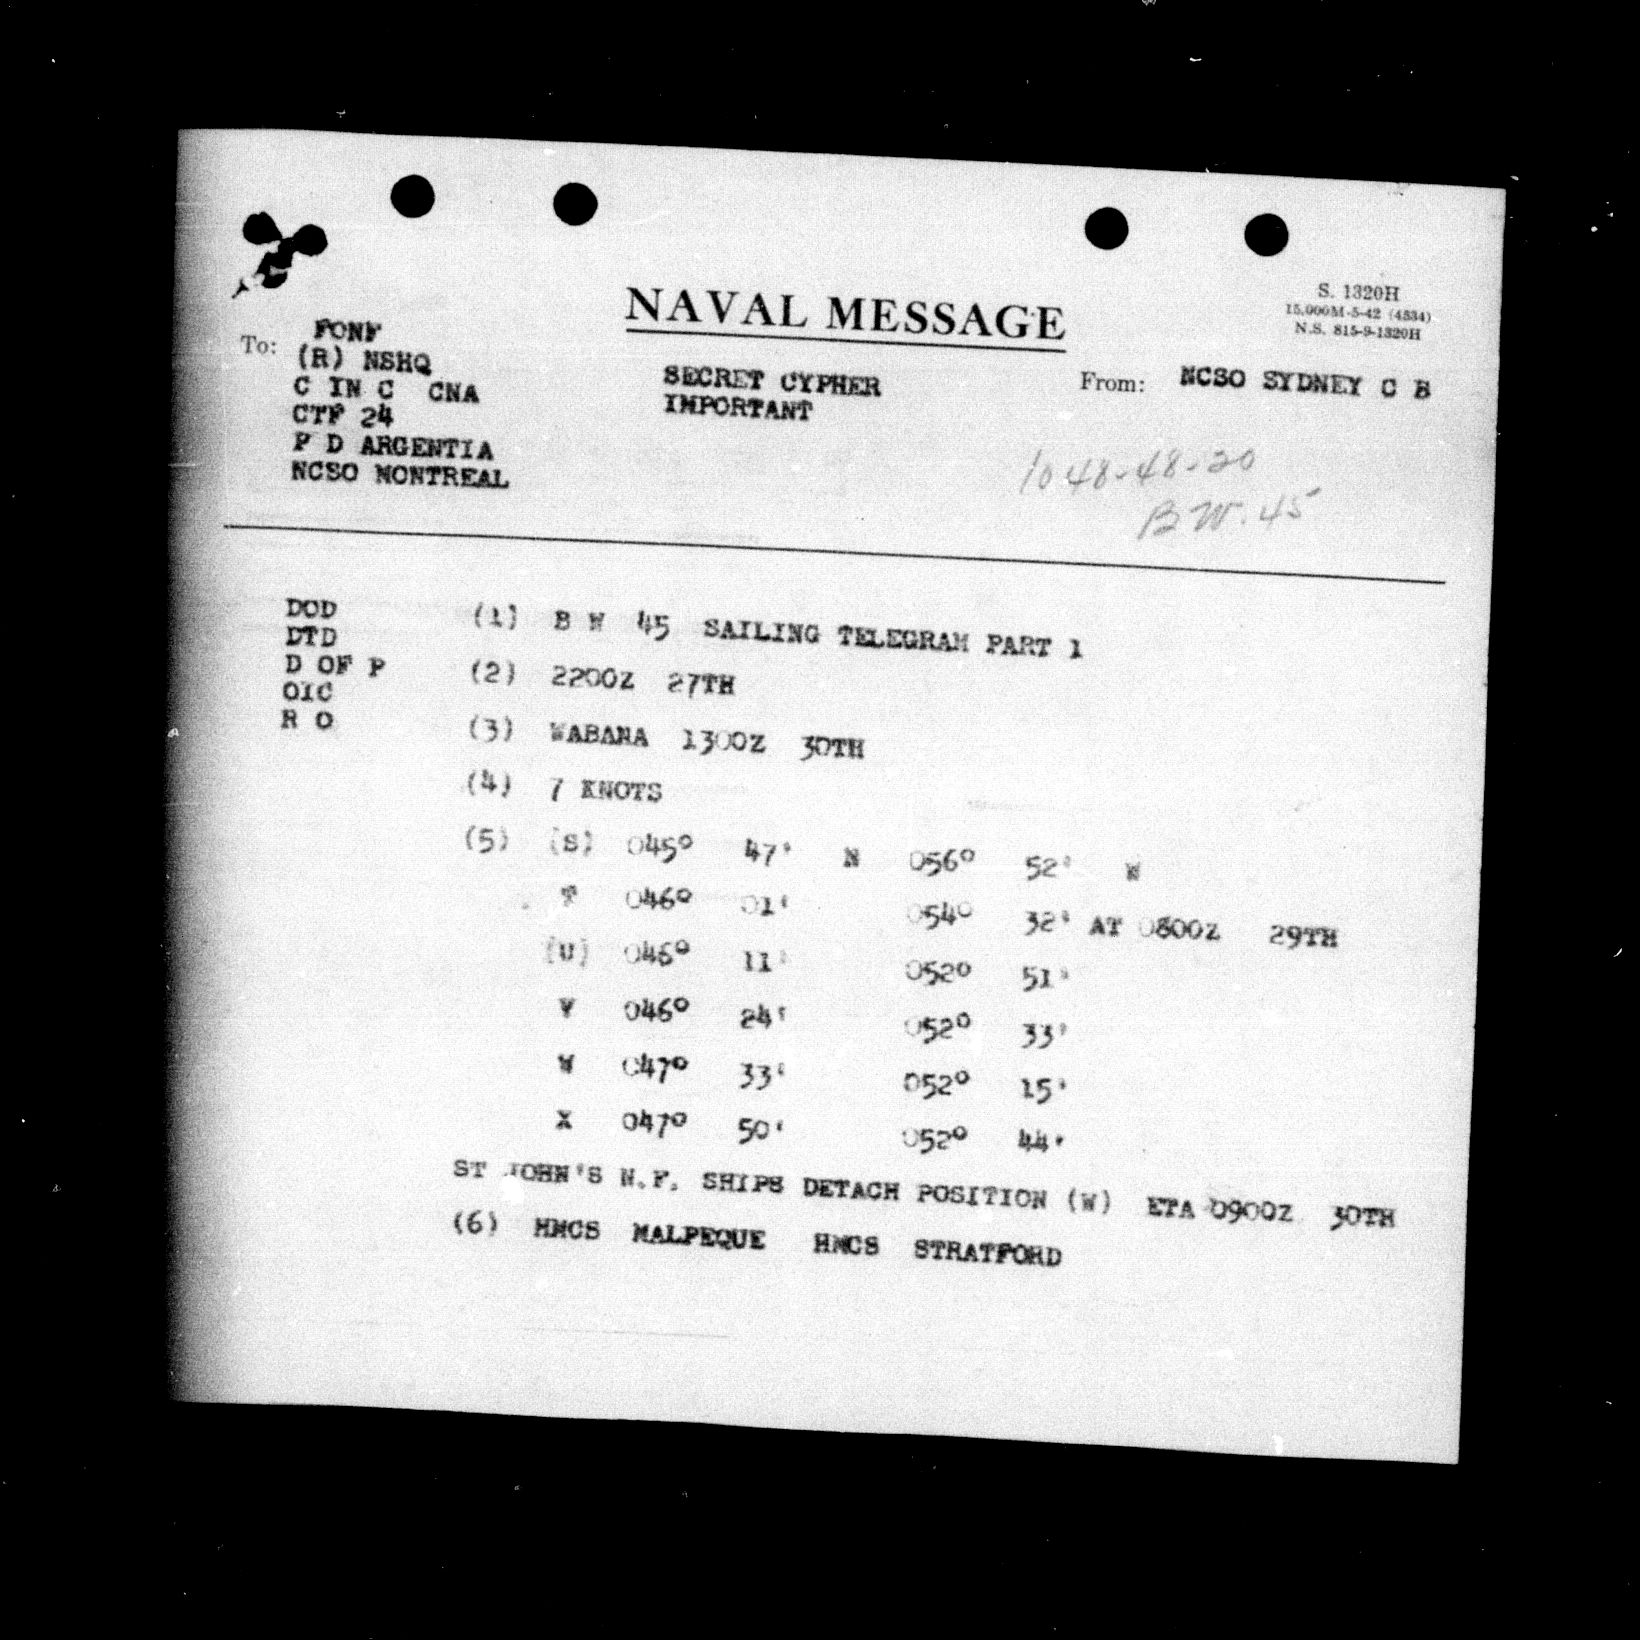 NAVAL MESSAGE
S. 1320H
15,000M-5-42 (4834)
N.S. 815-9-1320H
To: FONF
(R) NSHQ
C IN C CNA
CTF 24
P D ARGENTIA
NCSO MONTREAL
SECRET CYPHER
IMPORTANT
From: NCSO SYDNEY C B
1048-48-20
B.W. 45
DOD
DTD
D OF P
OIC
R O
(1) B W 45 SAILING TELEGRAM PART 1
(2) 2200Z 27TH
(3) WABANA 1300Z 30TH
(4) 7 KNOTS
(5) (S) 045° 47' N 056° 52' W
T 046° 01' 054° 32' AT 0800Z 29TH
(U) 046° 11' 052° 51'
V 046° 24' 052° 33'
W 047° 33' 052° 15'
X 047° 50' 052° 44'
ST JOHN'S N.F. SHIPS DETACH POSITION (W) ETA 0900Z 30TH
(6) HMCS MALPEQUE HMCS STRATFORD